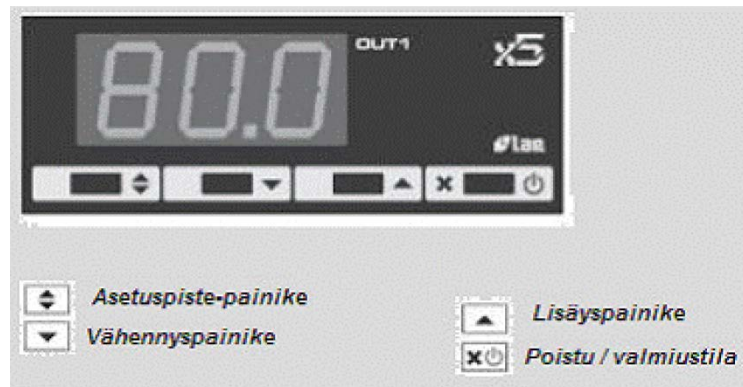 80.0
OUT1
x5
lae
Asetuspiste-painike
Vähennyspainike
Lisäyspainike
Poistu / valmiustila